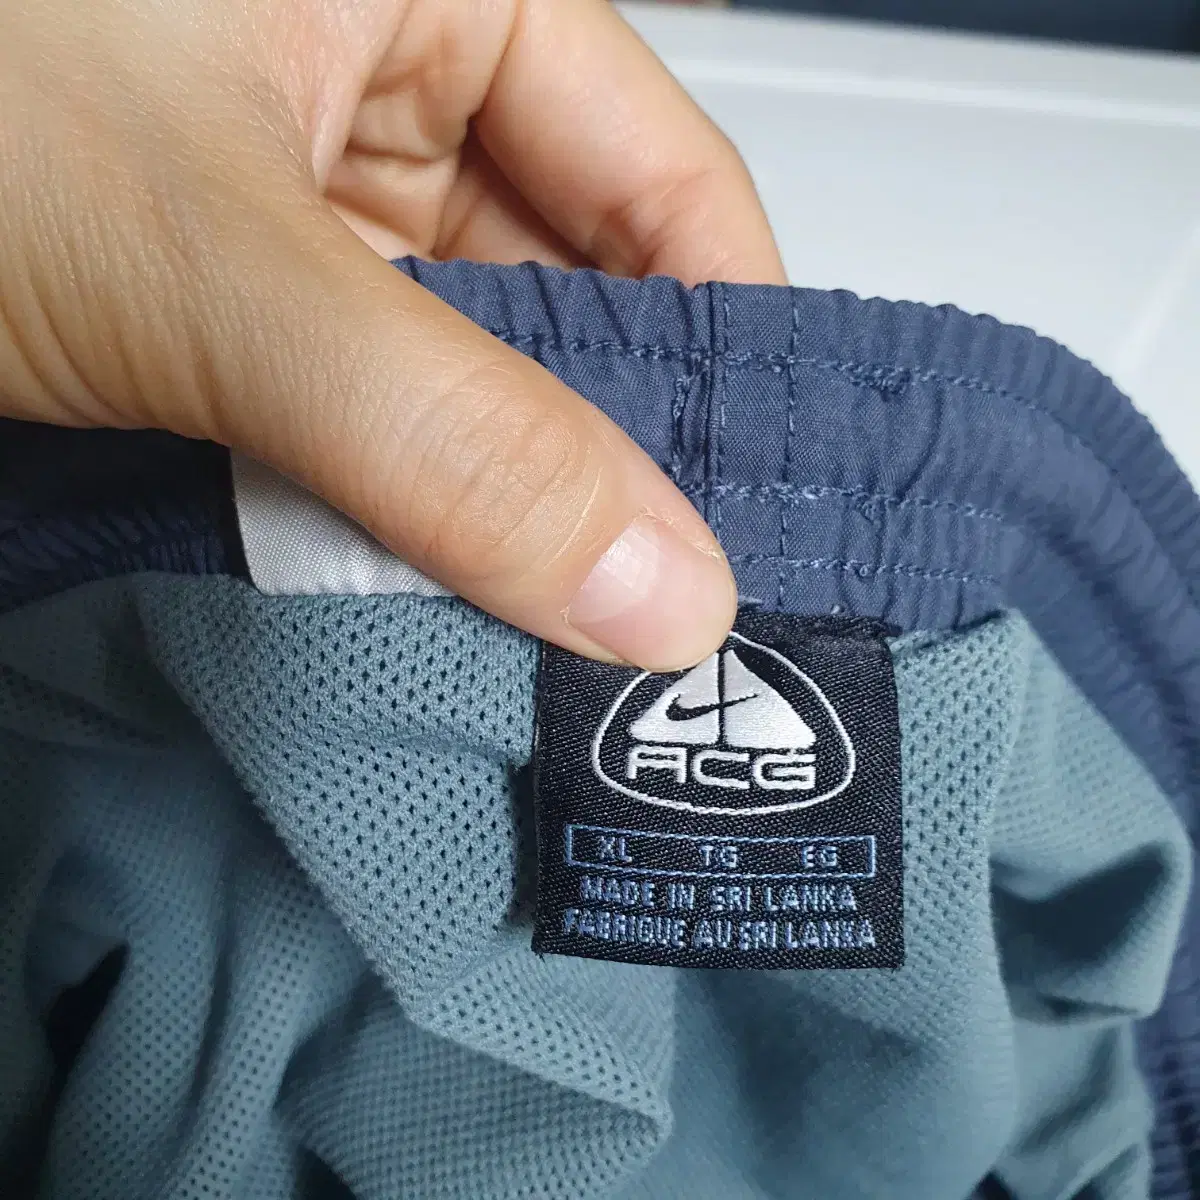 ACG
XL TG EG
MADE IN SRI LANKA
FABRIQUE AU SRI LANKA